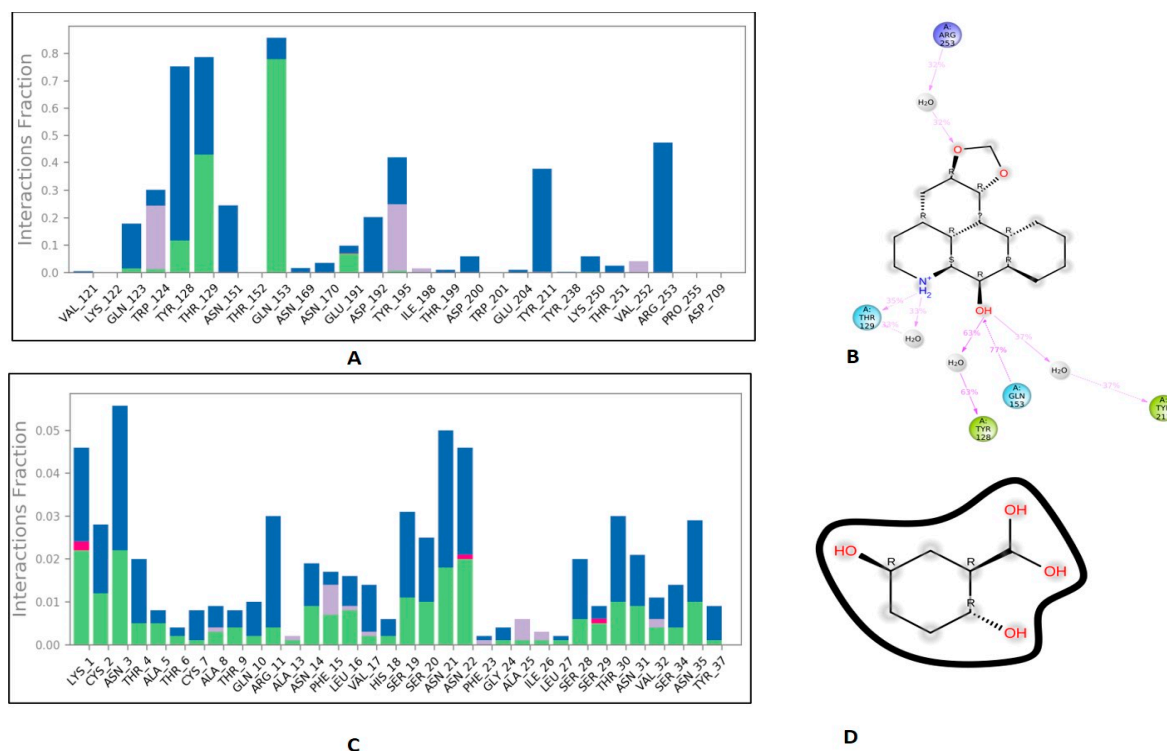 Interactions Fraction
0.8
0.7
0.6
0.5
0.4
0.3
0.2
0.1
0.0
VAL_121
LYS_122
GLN_123
TRP_124
TYR_128
THR_129
ASN_151
THR_152
GLN_153
ASN_169
ASN_170
GLU_191
ASP_192
TYR_195
ILE_198
THR_199
ASP_200
TRP_201
GLU_204
TYR_211
TYR_238
LYS_250
THR_251
VAL_252
ARG_253
PRO_255
ASP_709
A
A:
ARG
253
32%
H₂O
32%
O
O
R
R
R
R
S
R
R
R
N⁺
H₂
OH
35%
33%
A:
THR
129
H₂O
63%
77%
37%
H₂O
H₂O
37%
63%
A:
GLN
153
A:
TYR
128
A:
B
Interactions Fraction
0.05
0.04
0.03
0.02
0.01
0.00
LYS_1
CYS_2
ASN_3
THR_4
ALA_5
THR_6
CYS_7
ALA_8
THR_9
GLN_10
ARG_11
ALA_13
ASN_14
PHE_15
LEU_16
VAL_17
HIS_18
SER_19
SER_20
ASN_21
ASN_22
PHE_23
GLY_24
ALA_25
ILE_26
LEU_27
SER_28
SER_29
THR_30
ASN_31
VAL_32
SER_34
ASN_35
TYR_37
C
OH
HO
R
R
OH
R
OH
D